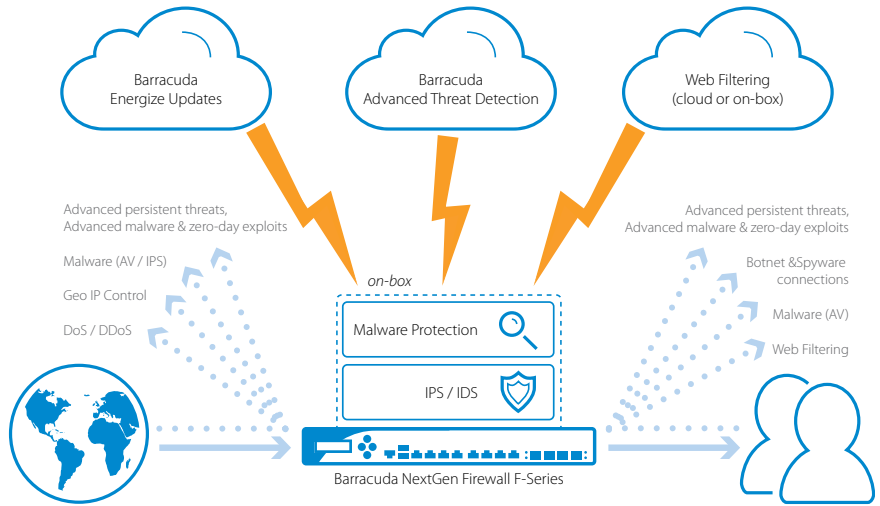 Barracuda
Energize Updates
Barracuda
Advanced Threat Detection
Web Filtering
(cloud or on-box)
Advanced persistent threats,
Advanced malware & zero-day exploits
Malware (AV / IPS)
Geo IP Control
DoS / DDoS
on-box
Malware Protection
IPS / IDS
Barracuda NextGen Firewall F-Series
Advanced persistent threats,
Advanced malware & zero-day exploits
Botnet &Spyware
connections
Malware (AV)
Web Filtering